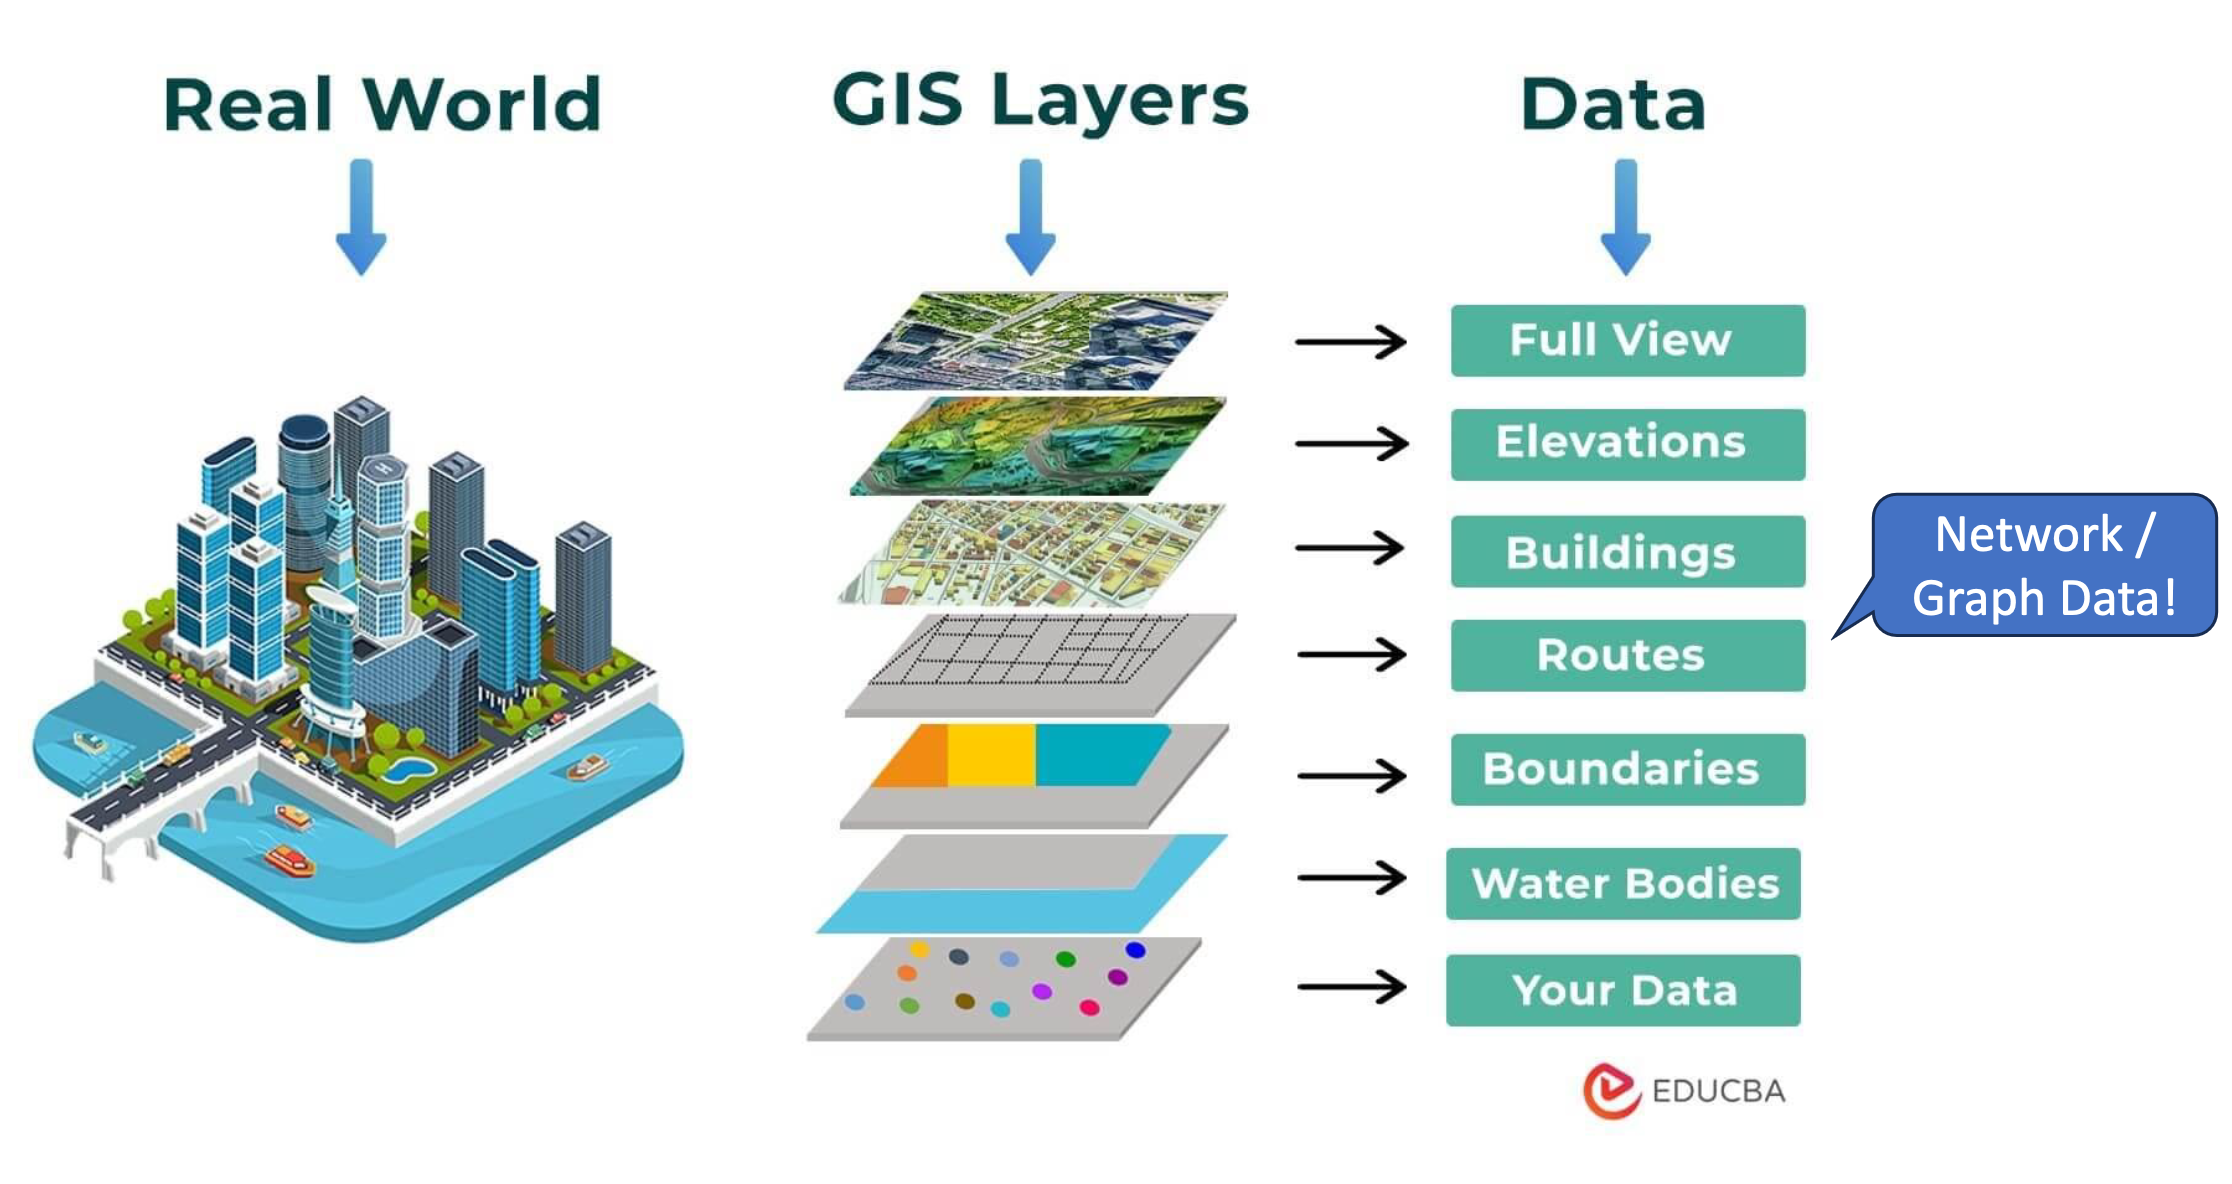 Real World
GIS Layers
Data
Full View
Elevations
Buildings
Network /
Graph Data!
Routes
Boundaries
Water Bodies
Your Data
EDUCBA